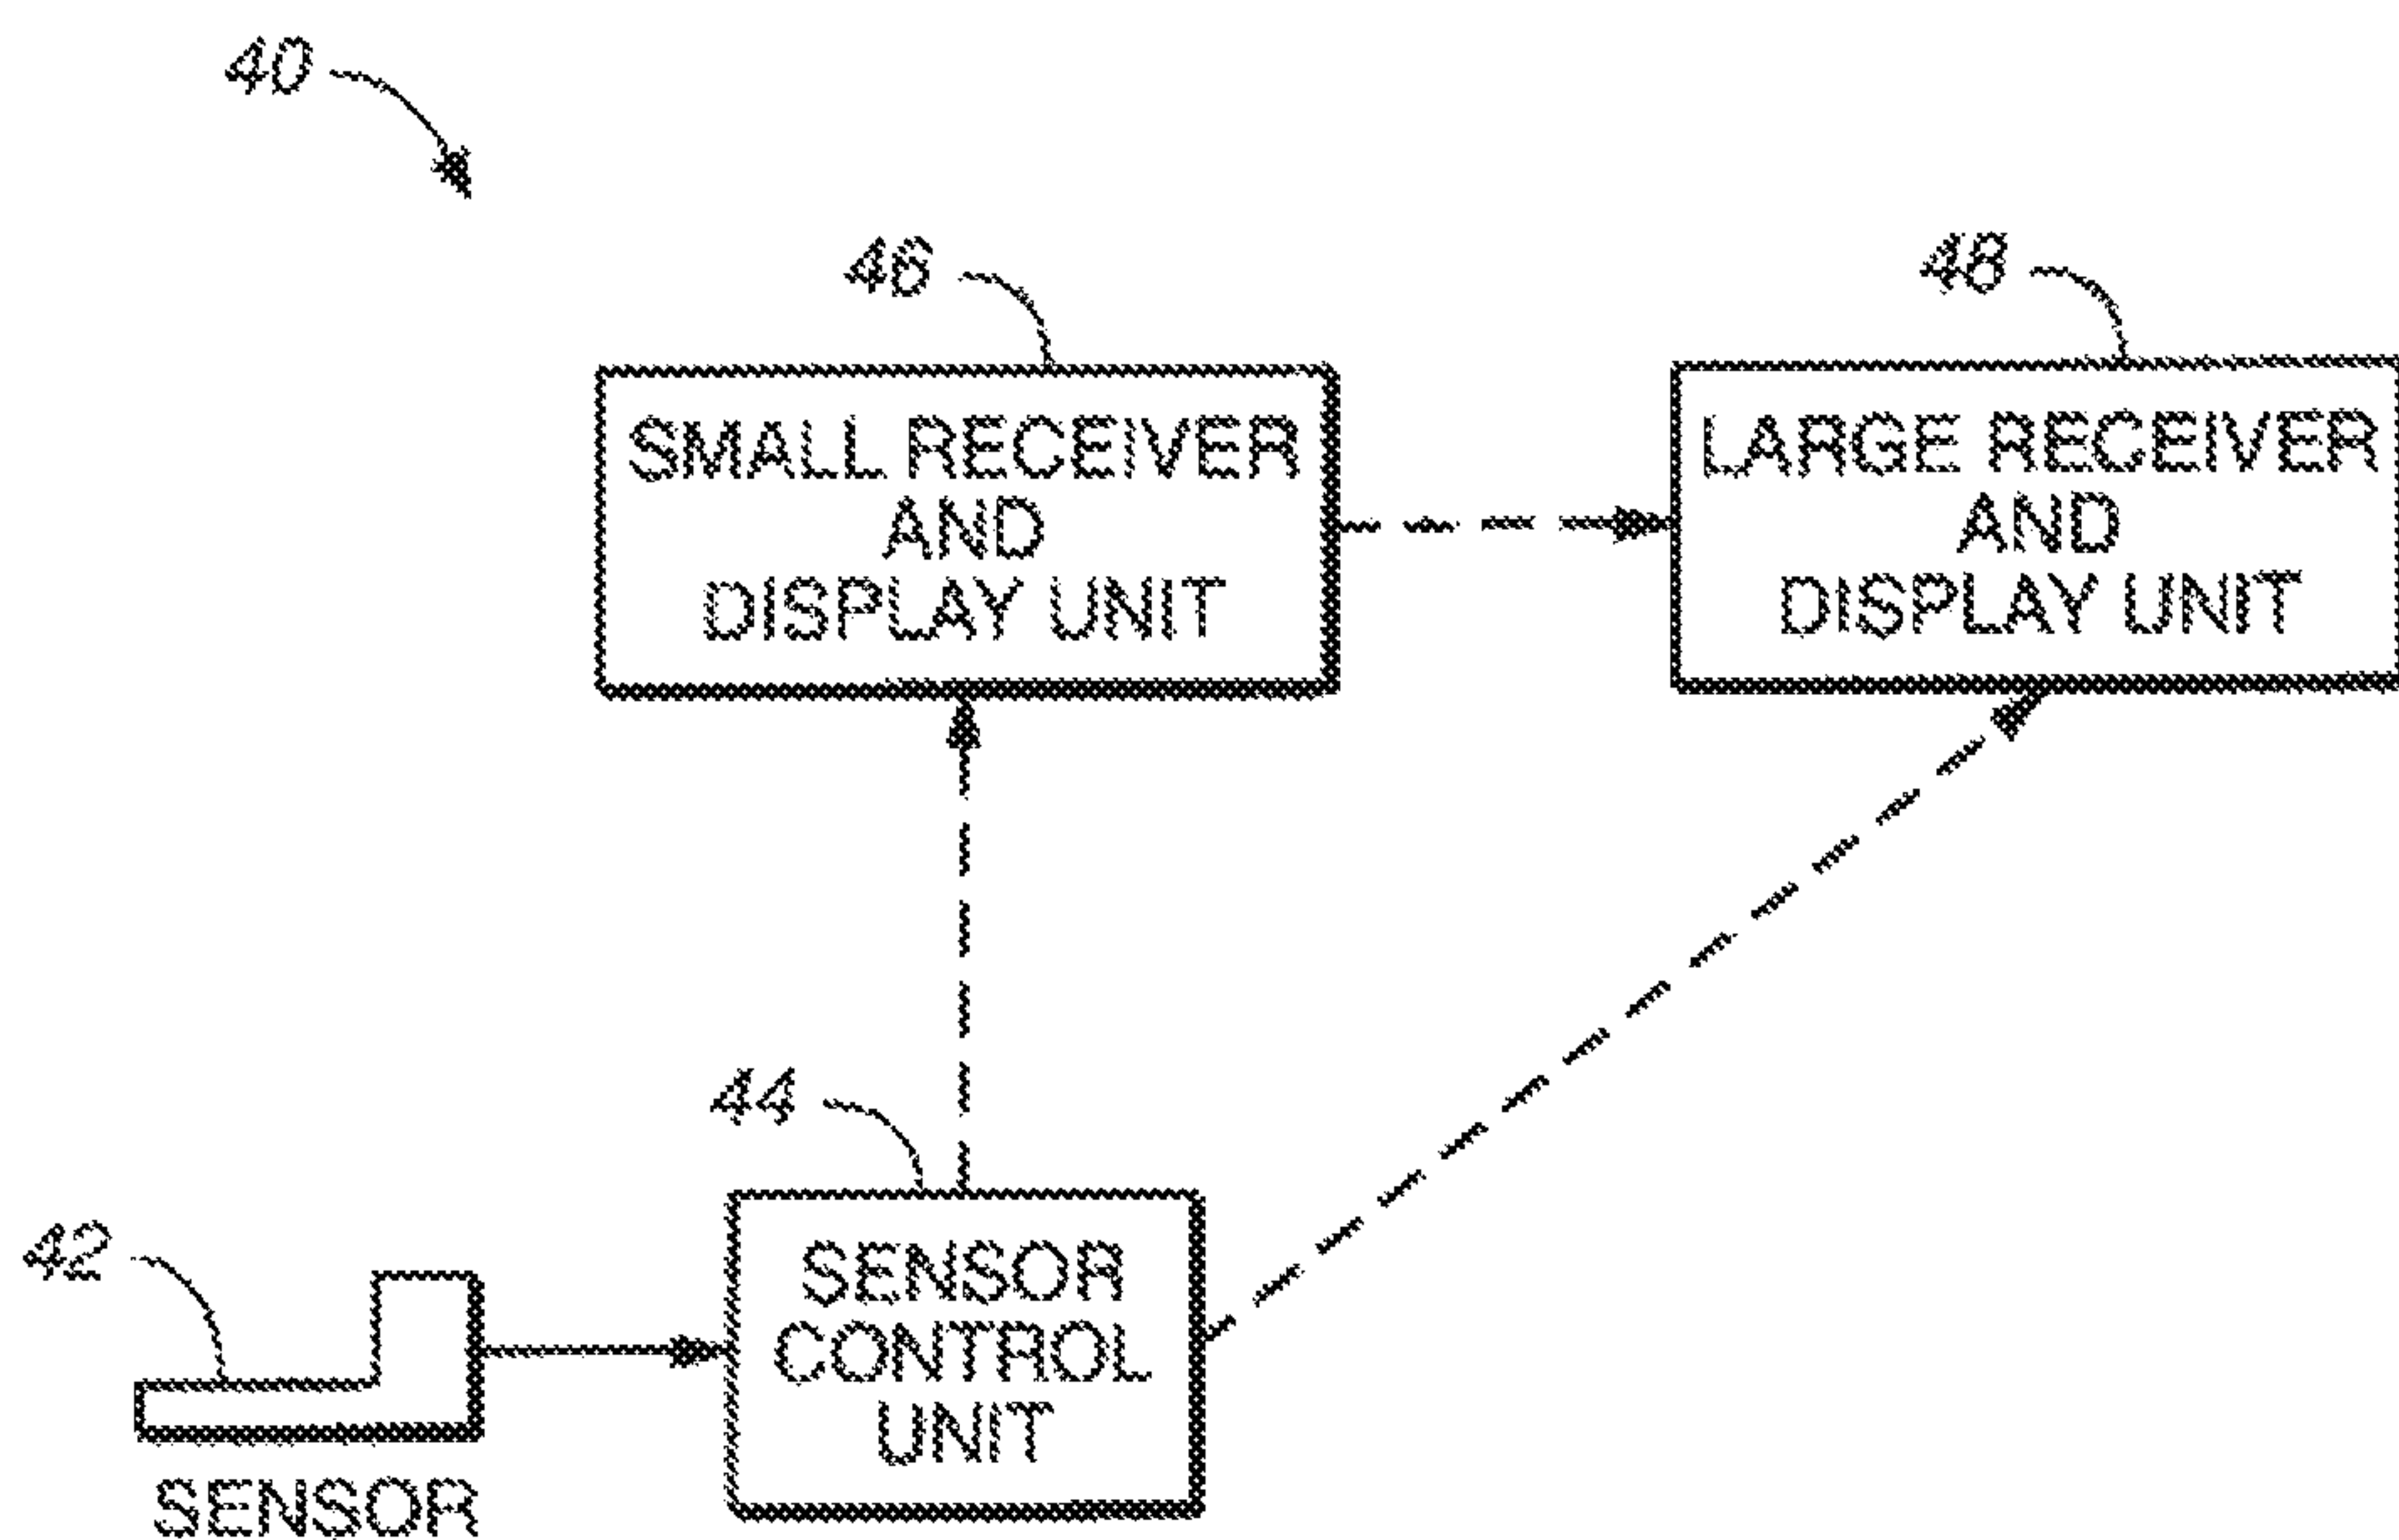 40
46
48
SMALL RECEIVER
AND
DISPLAY UNIT
LARGE RECEIVER
AND
DISPLAY UNIT
44
42
SENSOR
CONTROL
UNIT
SENSOR